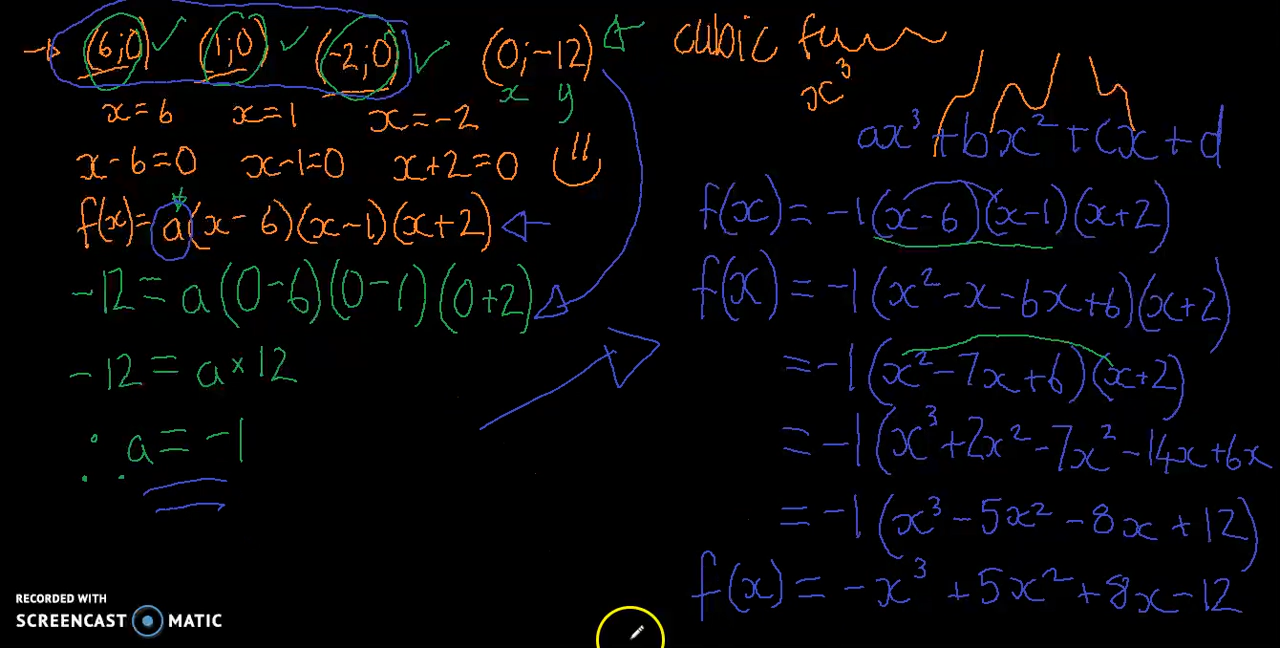 (6;0) ✓ (1;0) ✓ (-2;0) ✓ (0;-12)
x y
x=6 x=1 x=-2
x-6=0 x-1=0 x+2=0
f(x)=a(x-6)(x-1)(x+2)
-12=a(0-6)(0-1)(0+2)
-12=a×12
∴a=-1
cubic
x³
ax³+bx²+cx+d
f(x)=-1(x-6)(x-1)(x+2)
f(x)=-1(x²-x-6x+6)(x+2)
=-1(x²-7x+6)(x+2)
=-1(x³+2x²-7x²-14x+6x
=-1(x³-5x²-8x+12)
f(x)=-x³+5x²+8x-12
RECORDED WITH
SCREENCAST MATIC